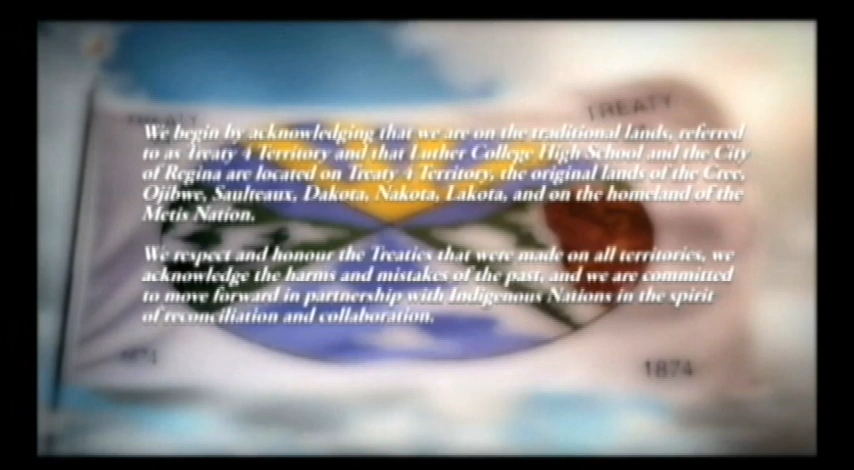 TREATY
We begin by acknowledging that we are on the traditional lands, referred
to as Treaty 4 Territory and that Luther College High School and the City
of Regina are located on Treaty 4 Territory, the original lands of the Cree,
Ojibwe, Saulteaux, Dakota, Nakota, Lakota, and on the homeland of the
Metis Nation.
We respect and honour the Treaties that were made on all territories, we
acknowledge the harms and mistakes of the past, and we are committed
to move forward in partnership with Indigenous Nations in the spirit
of reconciliation and collaboration.
1874